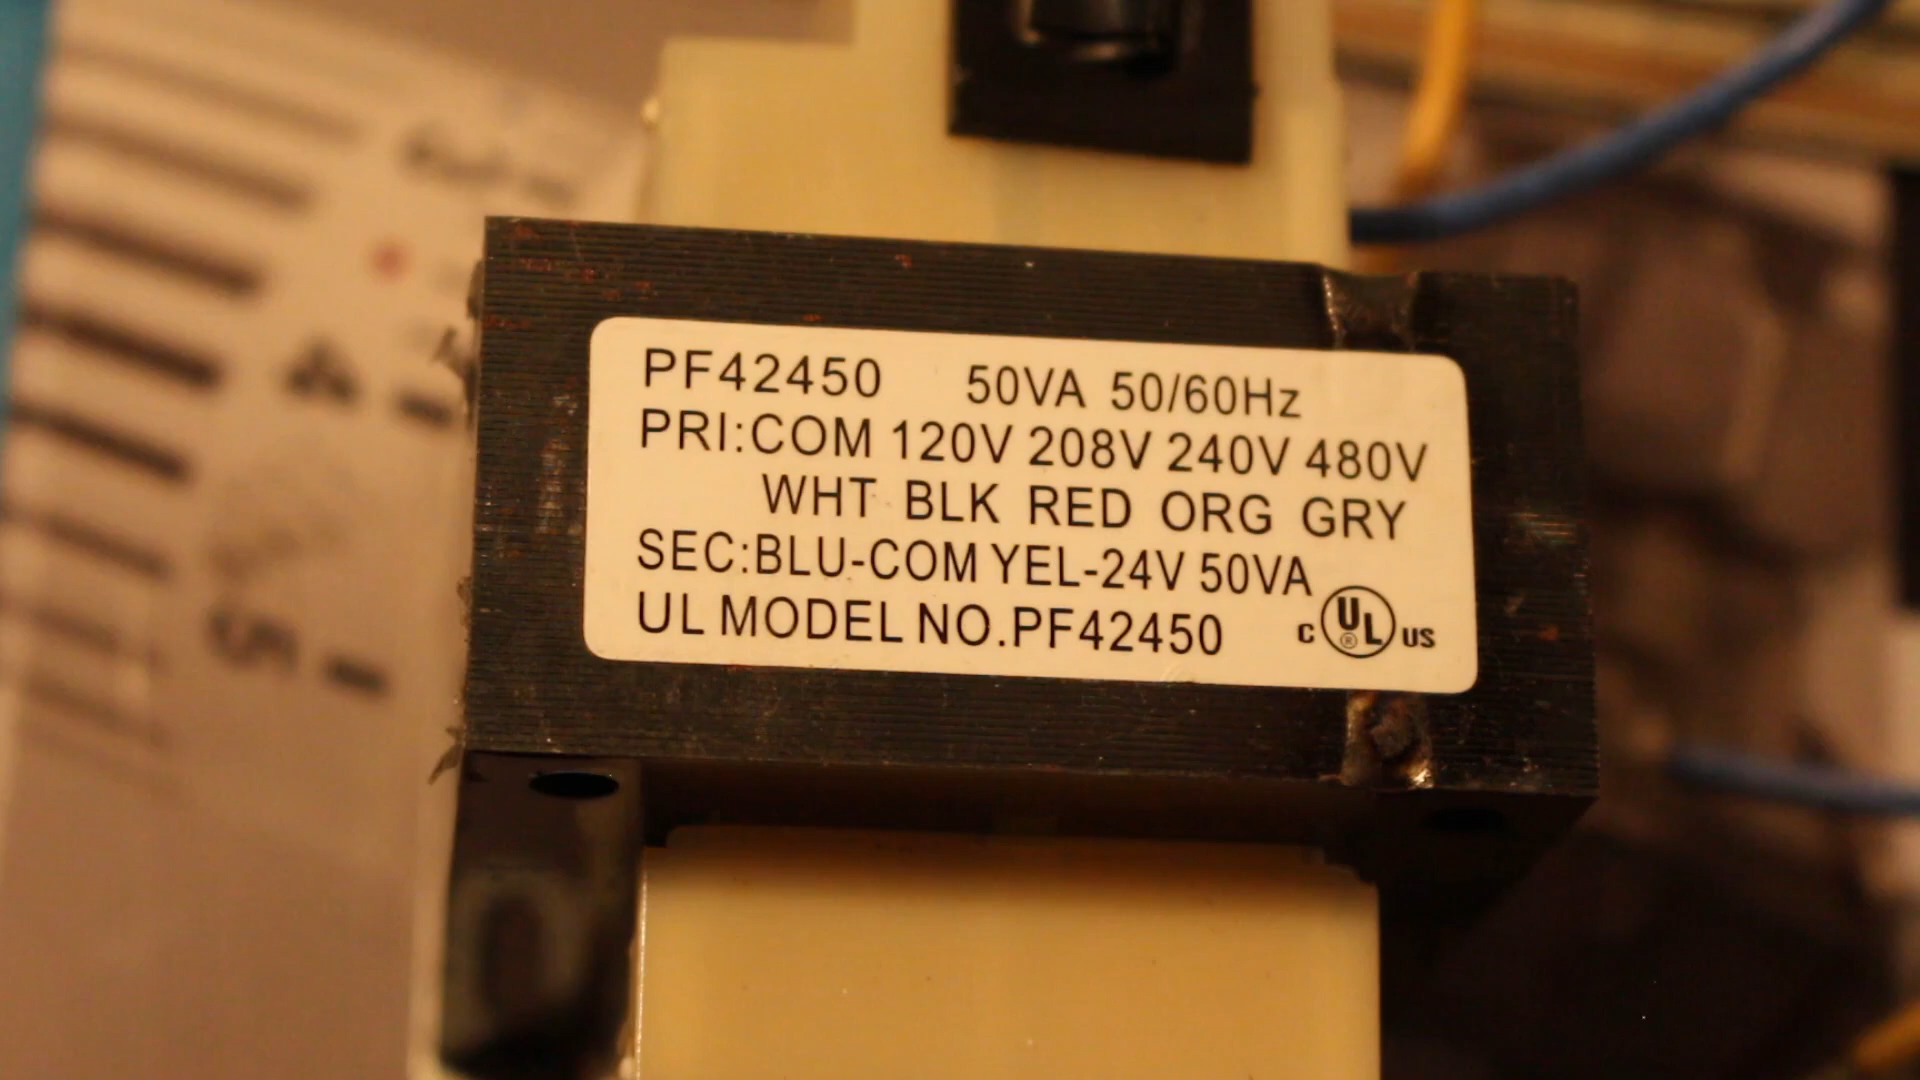 PF42450 50VA 50/60Hz
PRI:COM 120V 208V 240V 480V
WHT BLK RED ORG GRY
SEC:BLU-COM YEL-24V 50VA
UL MODEL NO.PF42450 c UL ® US